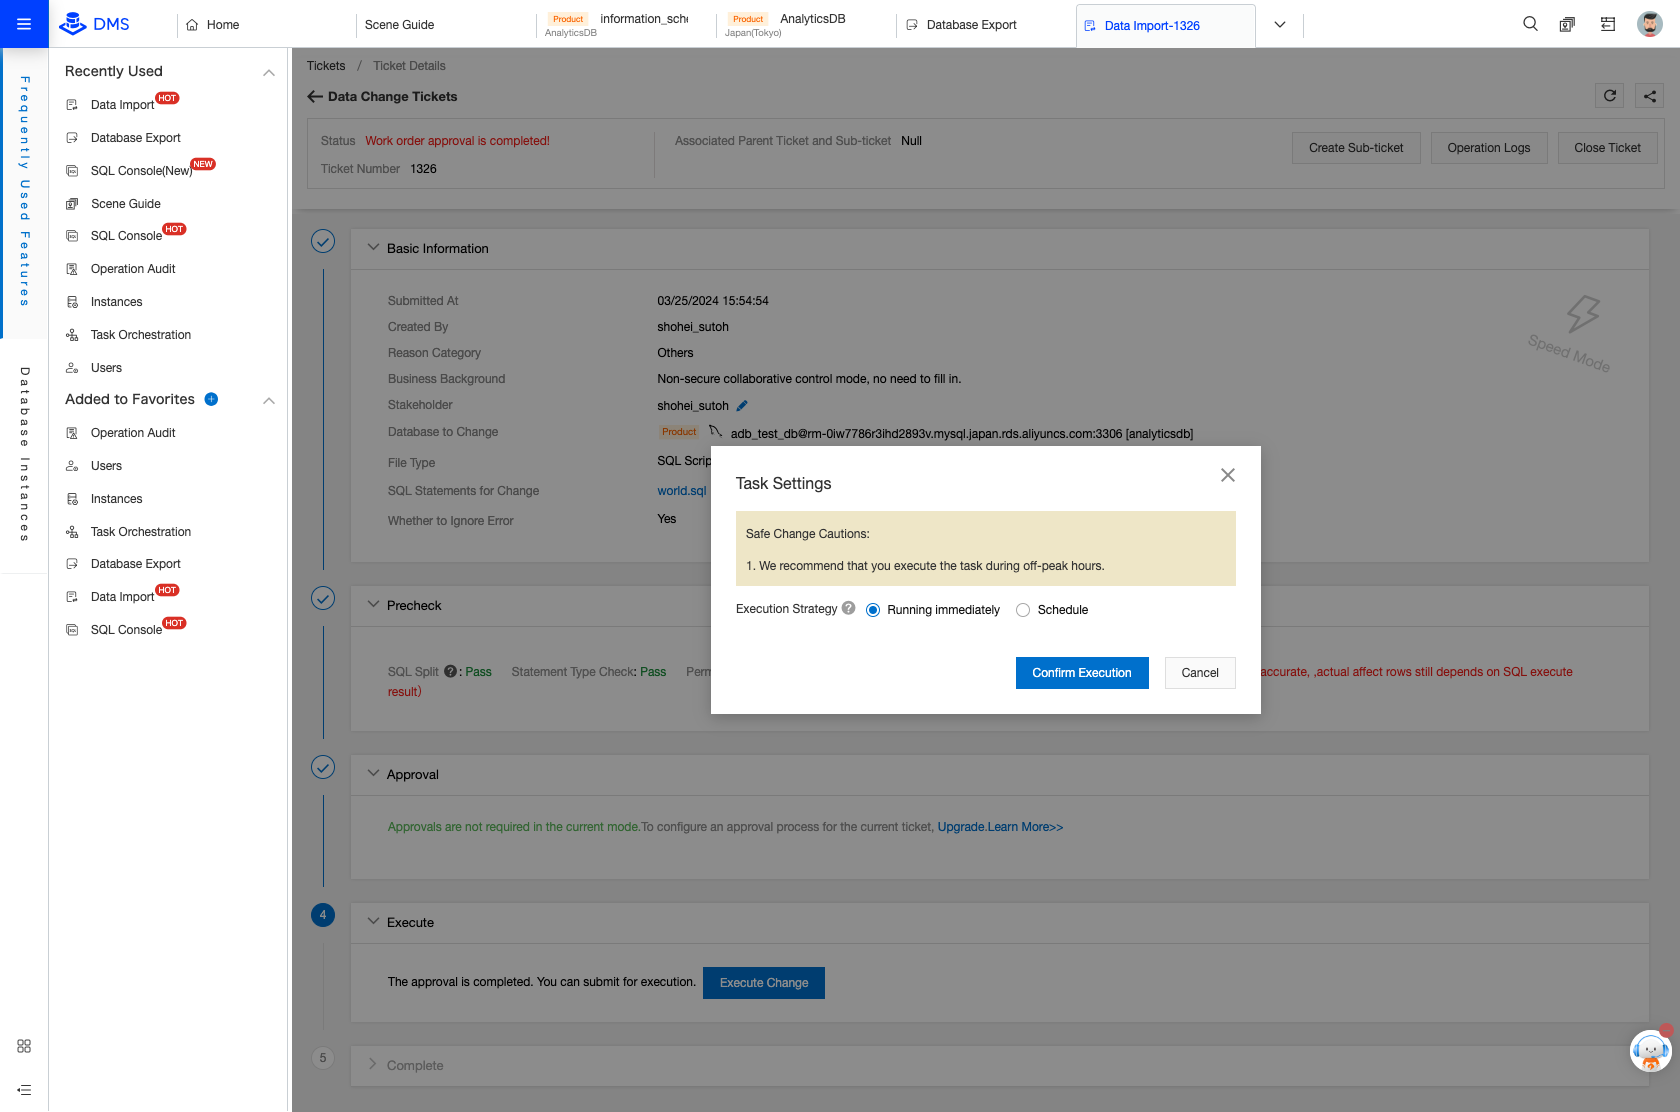 DMS
Home
Scene Guide
Product
AnalyticsDB
Product AnalyticsDB
Japan(Tokyo)
Database Export
Data Import-1326
Frequently Used Features
Database Instances
Recently Used
Data Import HOT
Database Export
SQL Console(New) NEW
Scene Guide
SQL Console HOT
Operation Audit
Instances
Task Orchestration
Users
Added to Favorites
Operation Audit
Users
Instances
Task Orchestration
Database Export
Data Import HOT
SQL Console HOT
Tickets / Ticket Details
Data Change Tickets
Status Work order approval is completed!
Associated Parent Ticket and Sub-ticket Null
Ticket Number 1326
Create Sub-ticket
Operation Logs
Close Ticket
Basic Information
Submitted At 03/25/2024 15:54:54
Created By shohei_sutoh
Reason Category Others
Business Background Non-secure collaborative control mode, no need to fill in.
Stakeholder shohei_sutoh
Database to Change Product adb_test_db@rm-0iw7786r3ihd2893v.mysql.japan.rds.aliyuncs.com:3306 [analyticsdb]
File Type SQL Scrip
SQL Statements for Change world.sql
Whether to Ignore Error Yes
Speed Mode
Task Settings
Safe Change Cautions:
1. We recommend that you execute the task during off-peak hours.
Execution Strategy ? Running immediately Schedule
Confirm Execution
Cancel
Precheck
SQL Split ? : Pass Statement Type Check: Pass
accurate, ,actual affect rows still depends on SQL execute
result)
Approval
Approvals are not required in the current mode.To configure an approval process for the current ticket, Upgrade.Learn More>>
4
Execute
The approval is completed. You can submit for execution. Execute Change
5
Complete